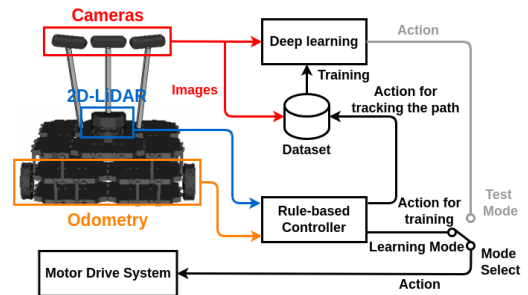 Cameras
Deep learning
Action
2D-LiDAR
Images
Training
Action for
tracking the path
Dataset
Odometry
Rule-based
Controller
Action for
training
Learning Mode
Test
Mode
Mode
Select
Motor Drive System
Action